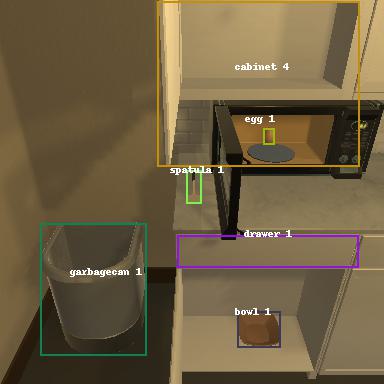 cabinet 4
egg 1
spatula 1
drawer 1
garbagecan 1
bowl 1